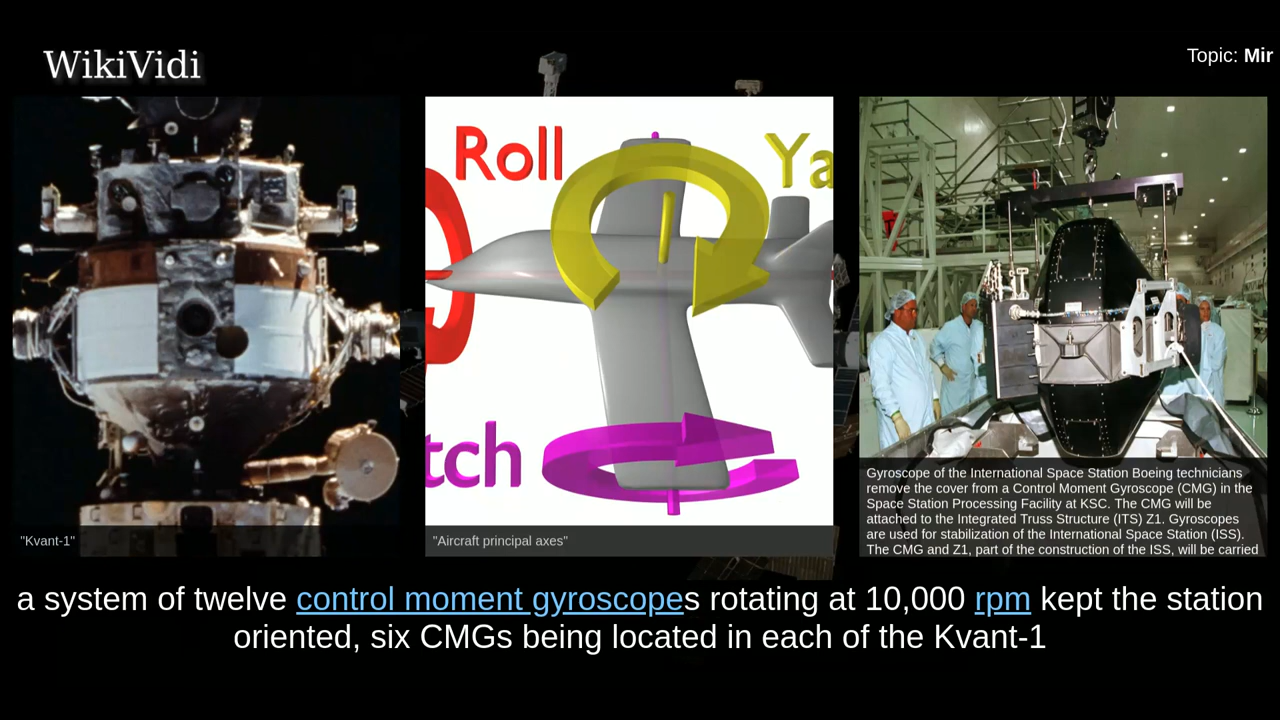 WikiVidi
Topic: Mir
Roll
Ya
tch
"Kvant-1"
"Aircraft principal axes"
Gyroscope of the International Space Station Boeing technicians
remove the cover from a Control Moment Gyroscope (CMG) in the
Space Station Processing Facility at KSC. The CMG will be
attached to the Integrated Truss Structure (ITS) Z1. Gyroscopes
are used for stabilization of the International Space Station (ISS).
The CMG and Z1, part of the construction of the ISS, will be carried
a system of twelve control moment gyroscopes rotating at 10,000 rpm kept the station
oriented, six CMGs being located in each of the Kvant-1